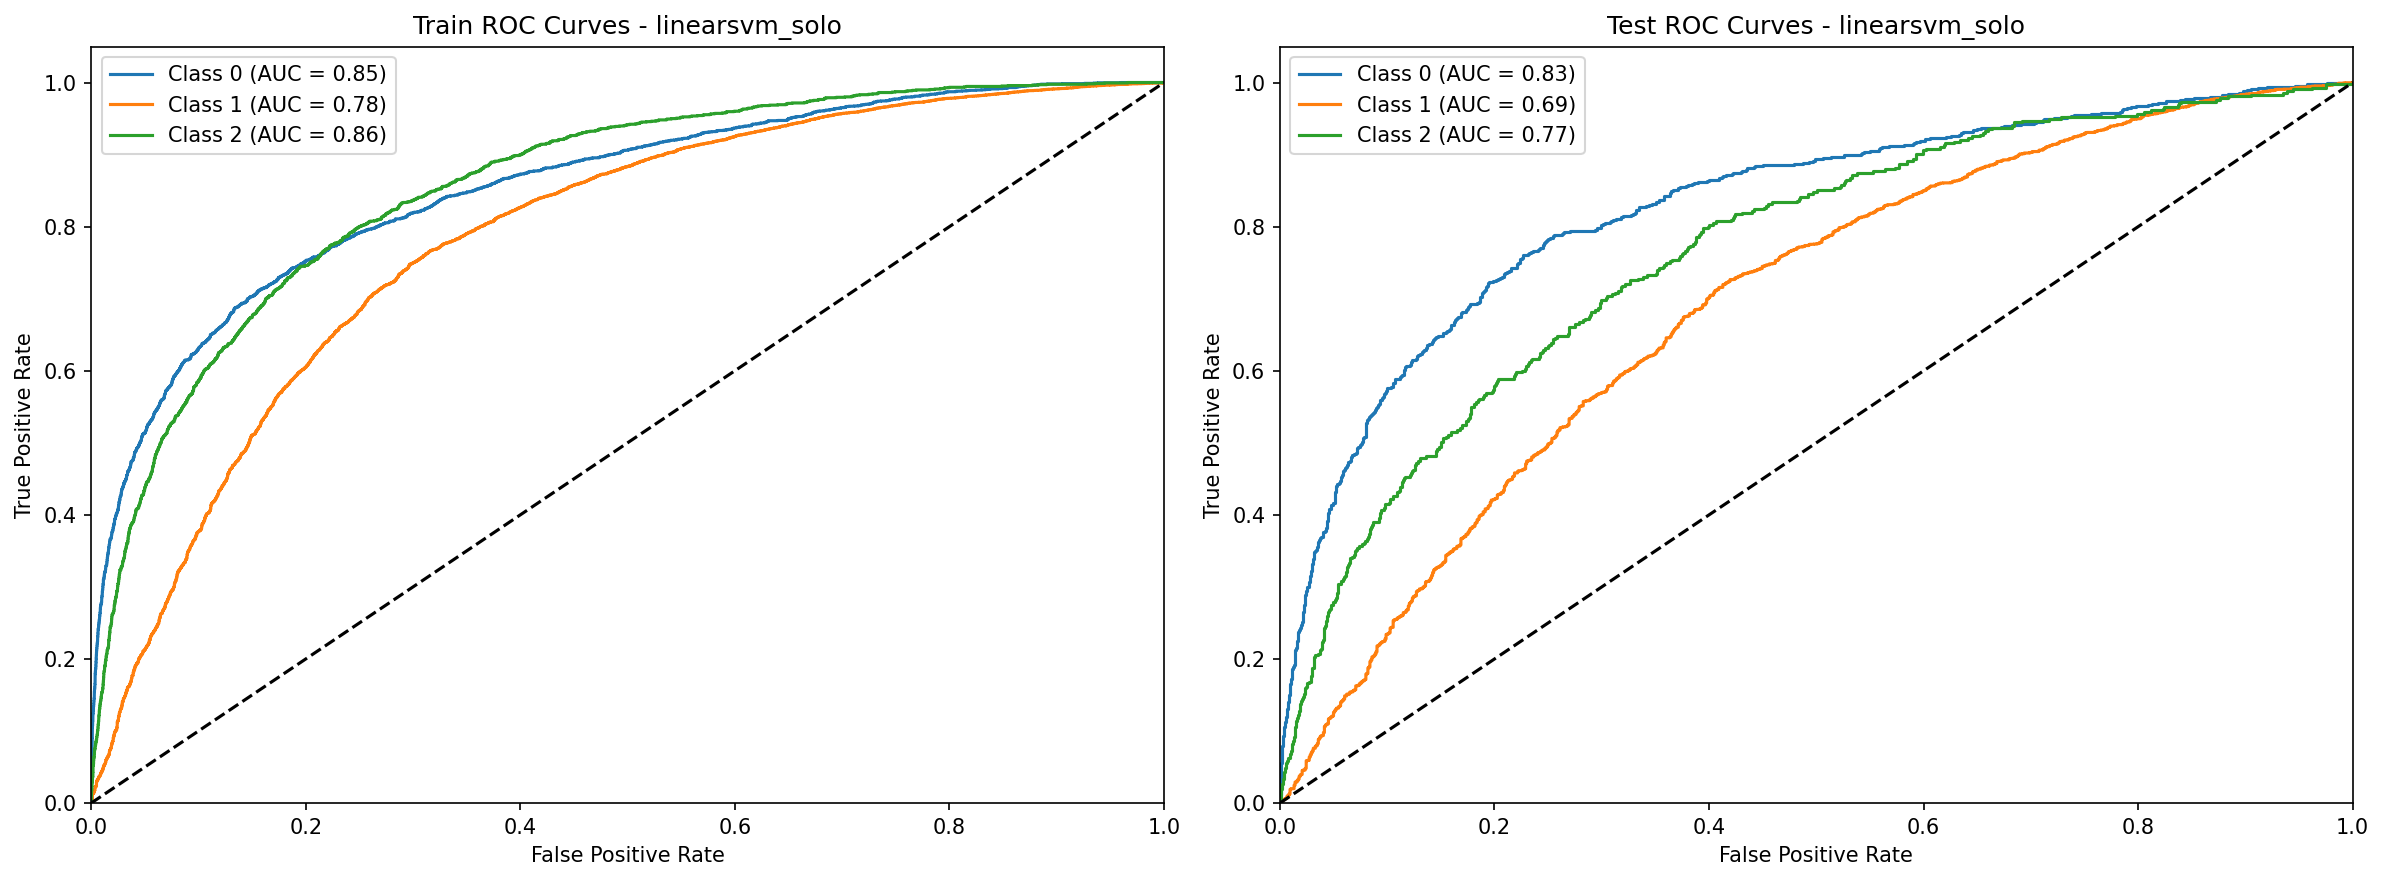 Train ROC Curves - linearsvm_solo
Class 0 (AUC = 0.85)
Class 1 (AUC = 0.78)
Class 2 (AUC = 0.86)
True Positive Rate
1.0
0.8
0.6
0.4
0.2
0.0
0.0 0.2 0.4 0.6 0.8 1.0
False Positive Rate
Test ROC Curves - linearsvm_solo
Class 0 (AUC = 0.83)
Class 1 (AUC = 0.69)
Class 2 (AUC = 0.77)
True Positive Rate
1.0
0.8
0.6
0.4
0.2
0.0
0.0 0.2 0.4 0.6 0.8 1.0
False Positive Rate